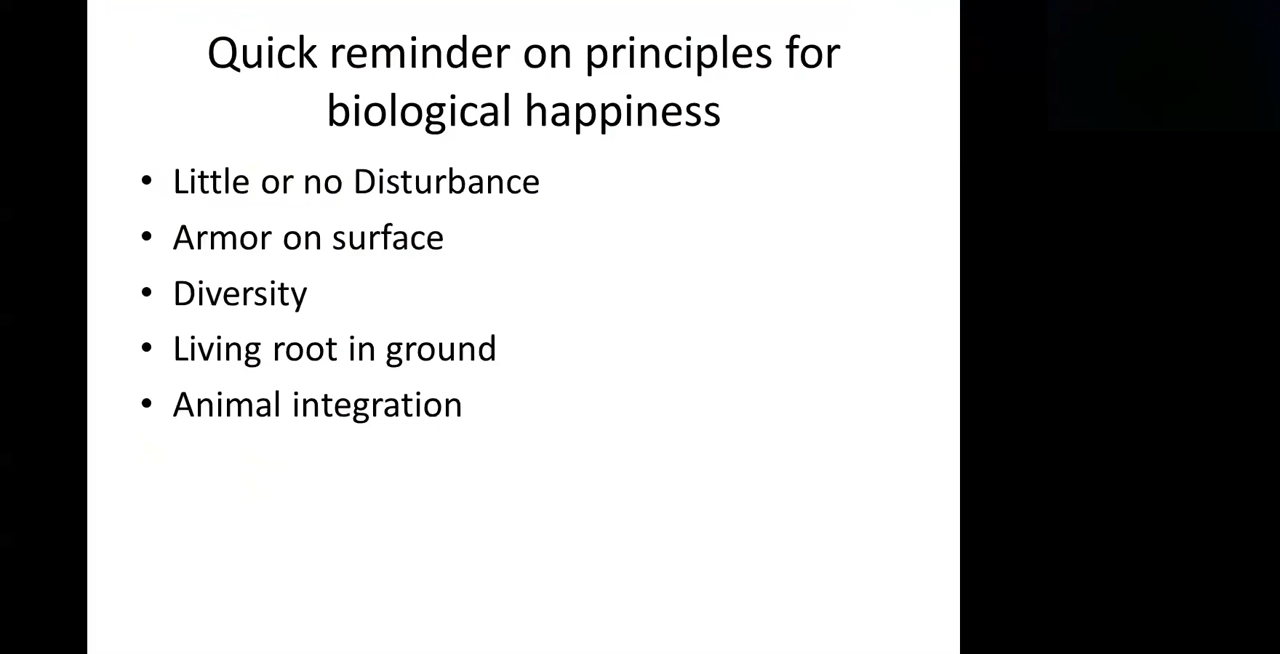 Quick reminder on principles for
biological happiness
• Little or no Disturbance
• Armor on surface
• Diversity
• Living root in ground
• Animal integration